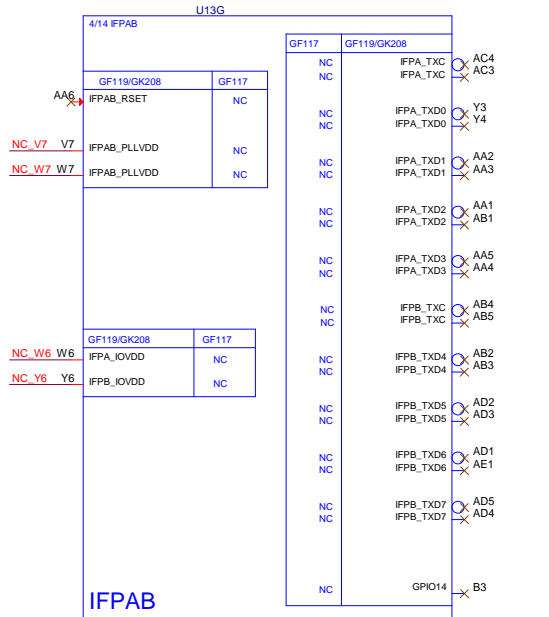 U13G
4/14 IFPAB
GF119/GK208 GF117
AA6 IFPAB_RSET NC
NC_V7 V7 IFPAB_PLLVDD NC
NC_W7 W7 IFPAB_PLLVDD NC
GF119/GK208 GF117
NC_W6 W6 IFPA_IOVDD NC
NC_Y6 Y6 IFPB_IOVDD NC
GF117 GF119/GK208
NC IFPA_TXC AC4
NC IFPA_TXC AC3
NC IFPA_TXD0 Y3
NC IFPA_TXD0 Y4
NC IFPA_TXD1 AA2
NC IFPA_TXD1 AA3
NC IFPA_TXD2 AA1
NC IFPA_TXD2 AB1
NC IFPA_TXD3 AA5
NC IFPA_TXD3 AA4
NC IFPB_TXC AB4
NC IFPB_TXC AB5
NC IFPB_TXD4 AB2
NC IFPB_TXD4 AB3
NC IFPB_TXD5 AD2
NC IFPB_TXD5 AD3
NC IFPB_TXD6 AD1
NC IFPB_TXD6 AE1
NC IFPB_TXD7 AD5
NC IFPB_TXD7 AD4
NC GPIO14 B3
IFPAB